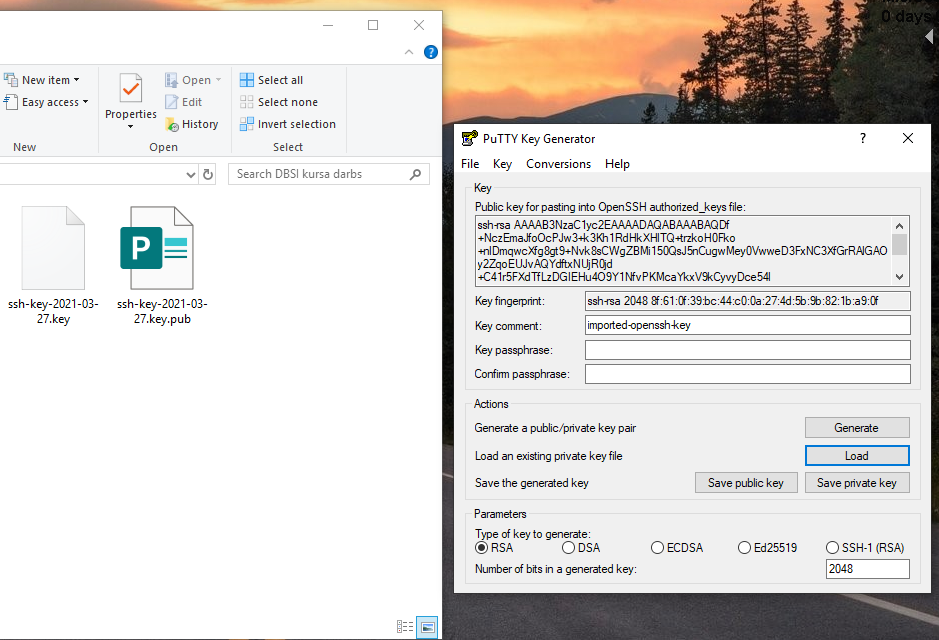 0 days
New item
Easy access
New
Properties
Open
Edit
History
Open
Select all
Select none
Invert selection
Select
Search DBSI kursa darbs
ssh-key-2021-03-
27.key
P
ssh-key-2021-03-
27.key.pub
PuTTY Key Generator
?
File Key Conversions Help
Key
Public key for pasting into OpenSSH authorized_keys file:
ssh-rsa AAAAB3NzaC1yc2EAAAADAQABAAABAQDf
+NczEmaJfoOcPJw3+k3Kh1RdHkXHITQ+trzkoH0Fko
+nlDmqwcXfg8gt9+Nvk8sCWgZBMi150QsJ5nCugwMey0VwweD3FxNC3XfGrRAlGAO
y2ZqoEUJvAQYdftxNUjR0jd
+C41r5FXdTfLzDGIEHu4O9Y1NfvPKMcaYkxV9kCyvyDce54l
Key fingerprint: ssh-rsa 2048 8f:61:0f:39:bc:44:c0:0a:27:4d:5b:9b:82:1b:a9:0f
Key comment: imported-openssh-key
Key passphrase:
Confirm passphrase:
Actions
Generate a public/private key pair Generate
Load an existing private key file Load
Save the generated key Save public key Save private key
Parameters
Type of key to generate:
RSA DSA ECDSA Ed25519 SSH-1 (RSA)
Number of bits in a generated key: 2048